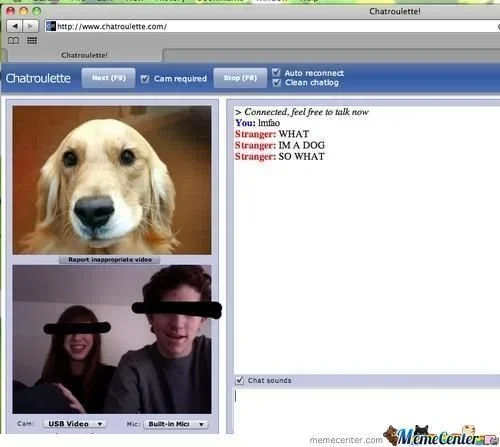 Chatroulette!
http://www.chatroulette.com/
Chatroulette!
Chatroulette
Next (F9)
Cam required
Stop (F8)
Auto reconnect
Clean chatlog
> Connected, feel free to talk now
You: lmfao
Stranger: WHAT
Stranger: IM A DOG
Stranger: SO WHAT
Report inappropriate video
Chat sounds
Cam: USB Video
Mic: Built-in Micr
memecenter.com
MemeCenter